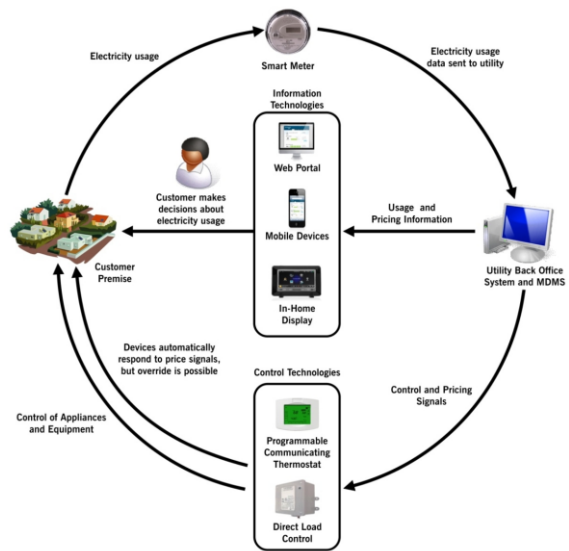 Electricity usage
Smart Meter
Electricity usage
data sent to utility
Information
Technologies
Web Portal
Customer makes
decisions about
electricity usage
Mobile Devices
Usage and
Pricing Information
Customer
Premise
Utility Back Office
System and MDMS
In-Home
Display
Devices automatically
respond to price signals,
but override is possible
Control Technologies
Control of Appliances
and Equipment
Control and Pricing
Signals
Programmable
Communicating
Thermostat
Direct Load
Control